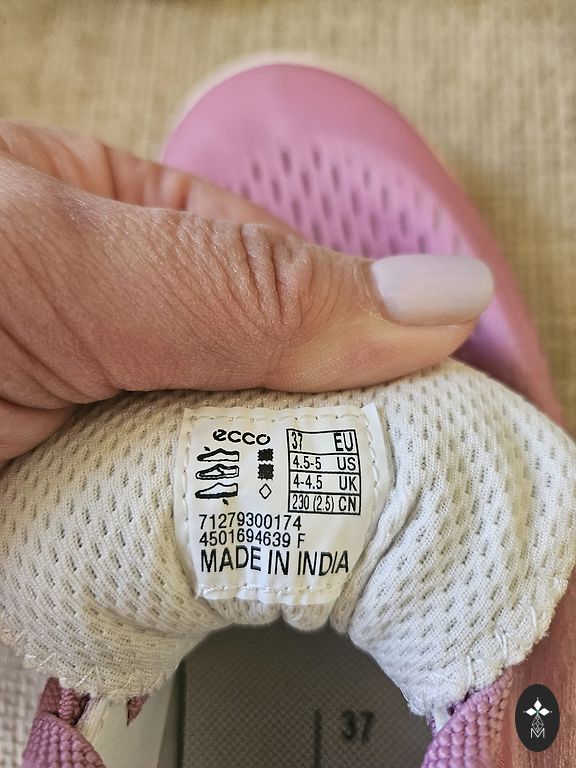 ecco
37 EU
4.5-5 US
4-4.5 UK
230 (2.5) CN
71279300174
4501694639 F
MADE IN INDIA
37
M